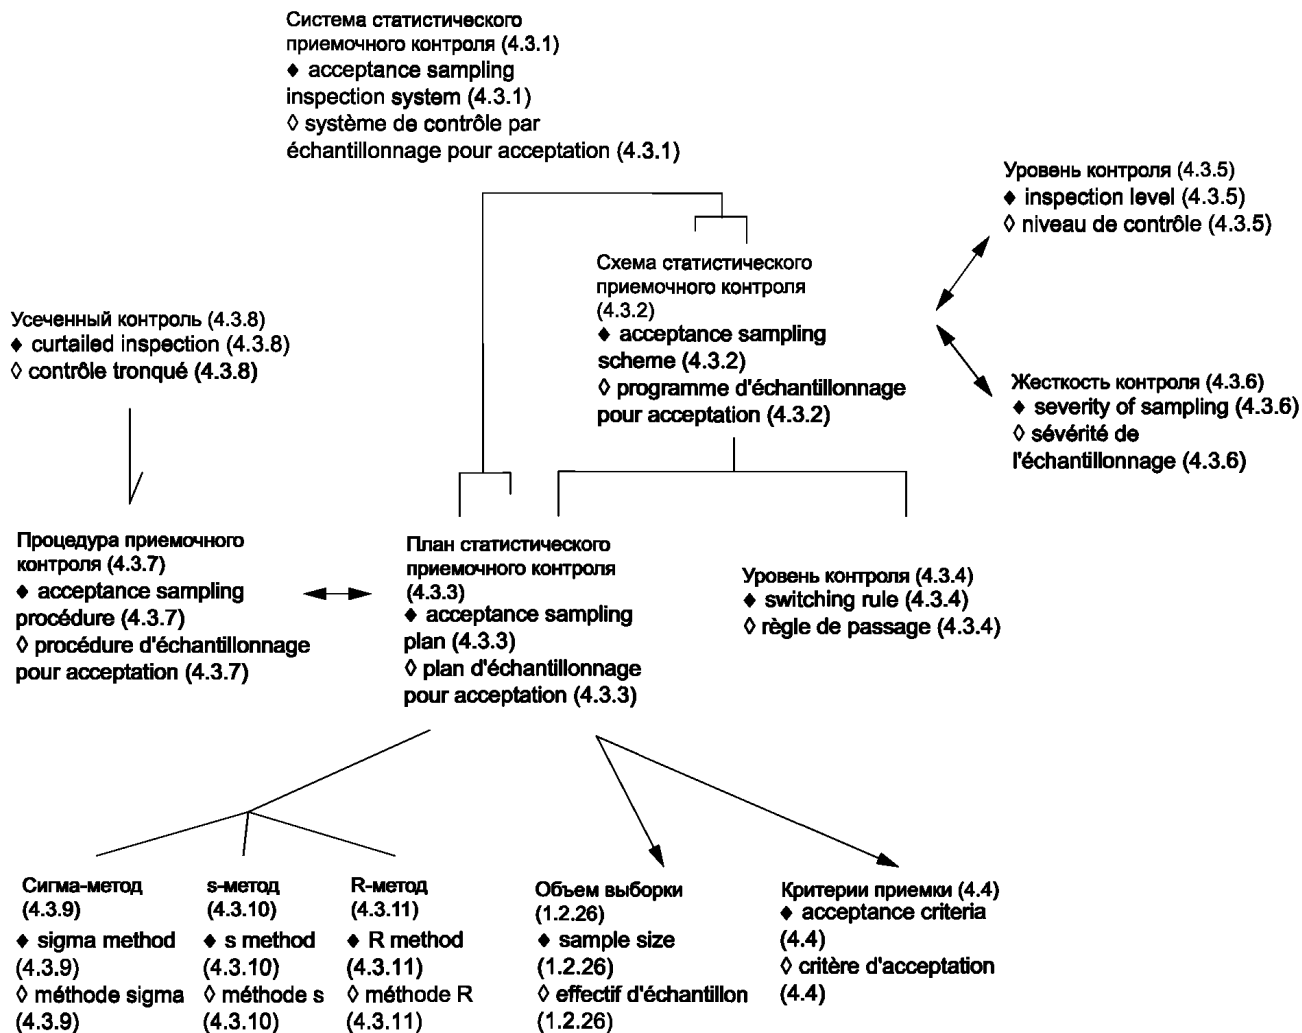 Система статистического
приемочного контроля (4.3.1)
♦ acceptance sampling
inspection system (4.3.1)
◊ système de contrôle par
échantillonnage pour acceptation (4.3.1)
Уровень контроля (4.3.5)
♦ inspection level (4.3.5)
◊ niveau de contrôle (4.3.5)
Схема статистического
приемочного контроля
(4.3.2)
♦ acceptance sampling
scheme (4.3.2)
◊ programme d'échantillonnage
pour acceptation (4.3.2)
Усеченный контроль (4.3.8)
♦ curtailed inspection (4.3.8)
◊ contrôle tronqué (4.3.8)
Жесткость контроля (4.3.6)
♦ severity of sampling (4.3.6)
◊ sévérité de
l'échantillonnage (4.3.6)
Процедура приемочного
контроля (4.3.7)
♦ acceptance sampling
procédure (4.3.7)
◊ procédure d'échantillonnage
pour acceptation (4.3.7)
План статистического
приемочного контроля
(4.3.3)
♦ acceptance sampling
plan (4.3.3)
◊ plan d'échantillonnage
pour acceptation (4.3.3)
Уровень контроля (4.3.4)
♦ switching rule (4.3.4)
◊ règle de passage (4.3.4)
Сигма-метод
(4.3.9)
♦ sigma method
(4.3.9)
◊ méthode sigma
(4.3.9)
s-метод
(4.3.10)
♦ s method
(4.3.10)
◊ méthode s
(4.3.10)
R-метод
(4.3.11)
♦ R method
(4.3.11)
◊ méthode R
(4.3.11)
Объем выборки
(1.2.26)
♦ sample size
(1.2.26)
◊ effectif d'échantillon
(1.2.26)
Критерии приемки (4.4)
♦ acceptance criteria
(4.4)
◊ critère d'acceptation
(4.4)